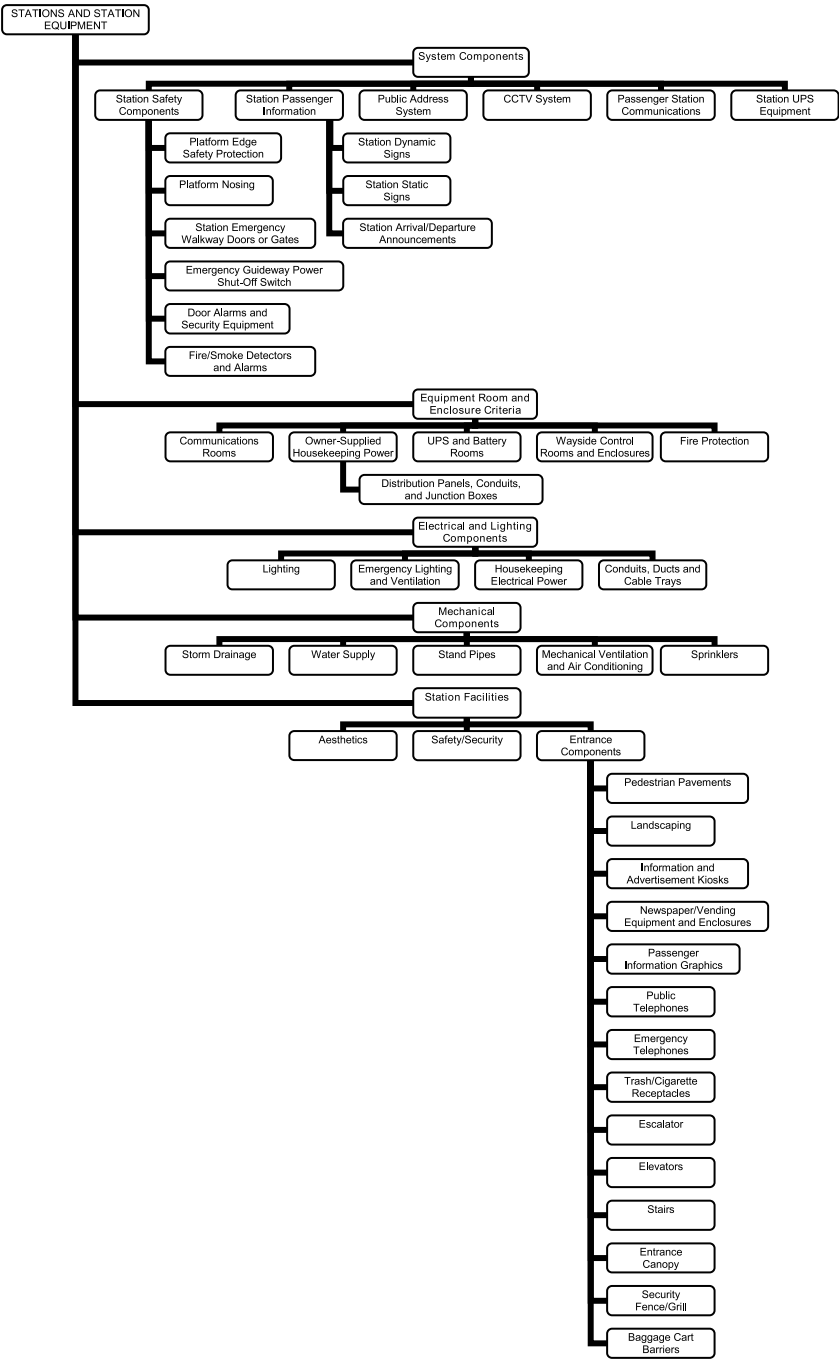 STATIONS AND STATION
EQUIPMENT
System Components
Station Safety
Components
Station Passenger
Information
Public Address
System
CCTV System
Passenger Station
Communications
Station UPS
Equipment
Platform Edge
Safety Protection
Platform Nosing
Station Emergency
Walkway Doors or Gates
Emergency Guideway Power
Shut-Off Switch
Door Alarms and
Security Equipment
Fire/Smoke Detectors
and Alarms
Station Dynamic
Signs
Station Static
Signs
Station Arrival/Departure
Announcements
Equipment Room and
Enclosure Criteria
Communications
Rooms
Owner-Supplied
Housekeeping Power
UPS and Battery
Rooms
Wayside Control
Rooms and Enclosures
Fire Protection
Distribution Panels, Conduits,
and Junction Boxes
Electrical and Lighting
Components
Lighting
Emergency Lighting
and Ventilation
Housekeeping
Electrical Power
Conduits, Ducts and
Cable Trays
Mechanical
Components
Storm Drainage
Water Supply
Stand Pipes
Mechanical Ventilation
and Air Conditioning
Sprinklers
Station Facilities
Aesthetics
Safety/Security
Entrance
Components
Pedestrian Pavements
Landscaping
Information and
Advertisement Kiosks
Newspaper/Vending
Equipment and Enclosures
Passenger
Information Graphics
Public
Telephones
Emergency
Telephones
Trash/Cigarette
Receptacles
Escalator
Elevators
Stairs
Entrance
Canopy
Security
Fence/Grill
Baggage Cart
Barriers